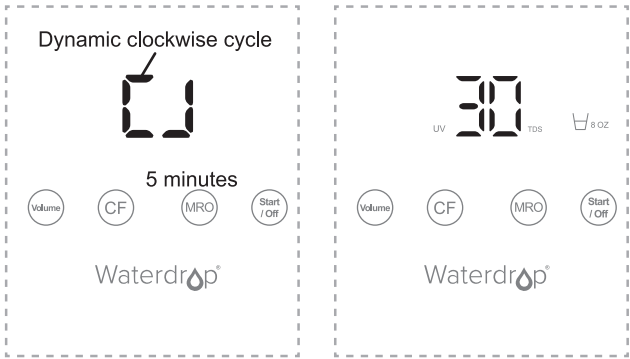 Dynamic clockwise cycle
5 minutes
Volume
CF
MRO
Start
/ Off
Waterdrop®
30
UV
TDS
8 OZ
Volume
CF
MRO
Start
/ Off
Waterdrop®